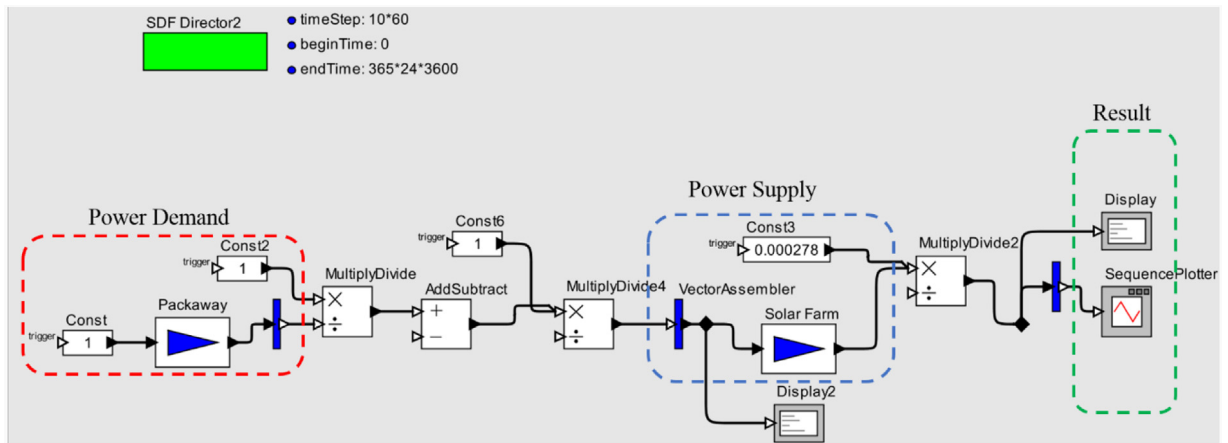 SDF Director2
timeStep: 10*60
beginTime: 0
endTime: 365*24*3600
Result
Power Supply
Power Demand
Const6
trigger
1
Const3
trigger
0.000278
Display
MultiplyDivide2
Const2
trigger
1
MultiplyDivide
AddSubtract
MultiplyDivide4
VectorAssembler
SequencePlotter
Packaway
Const
trigger
1
Solar Farm
Display2